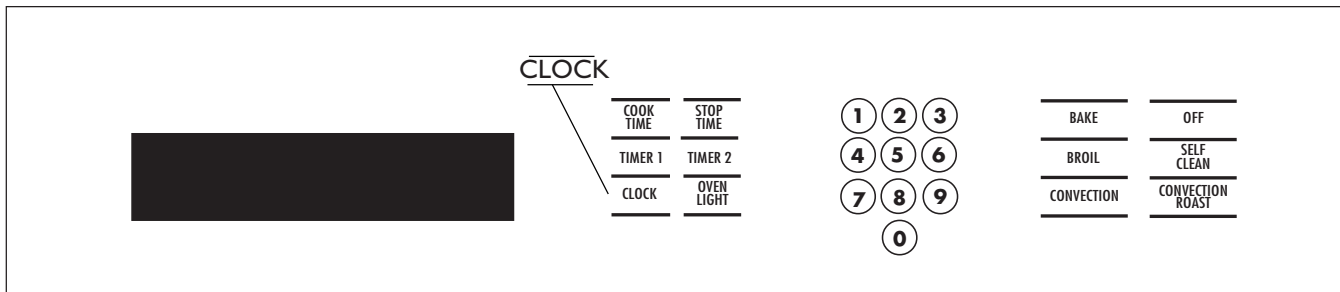 CLOCK
COOK
TIME
STOP
TIME
TIMER 1
TIMER 2
CLOCK
OVEN
LIGHT
1 2 3
4 5 6
7 8 9
0
BAKE
OFF
BROIL
SELF
CLEAN
CONVECTION
CONVECTION
ROAST